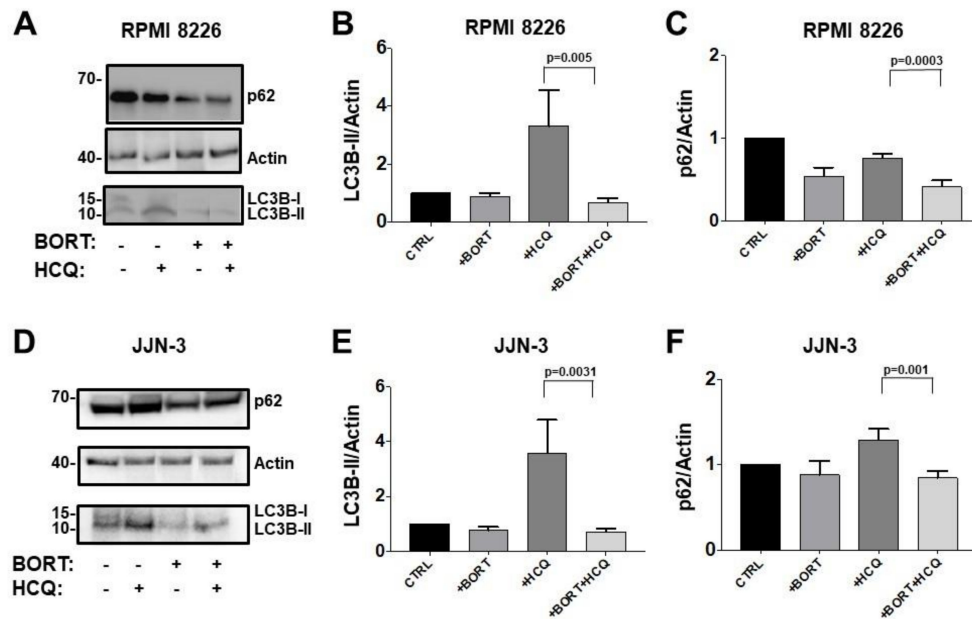 A
RPMI 8226
70-
p62
40-
Actin
15-
LC3B-I
10-
LC3B-II
BORT: - - + +
HCQ: - + - +
B
RPMI 8226
LC3B-II/Actin
6
4
2
0
p=0.005
CTRL
+BORT
+HCQ
+BORT+HCQ
C
RPMI 8226
p62/Actin
2
1
0
p=0.0003
CTRL
+BORT
+HCQ
+BORT+HCQ
D
JJN-3
70-
p62
40-
Actin
15-
LC3B-I
10-
LC3B-II
BORT: - - + +
HCQ: - + - +
E
JJN-3
LC3B-II/Actin
6
4
2
0
p=0.0031
CTRL
+BORT
+HCQ
+BORT+HCQ
F
JJN-3
p62/Actin
2
1
0
p=0.001
CTRL
+BORT
+HCQ
+BORT+HCQ